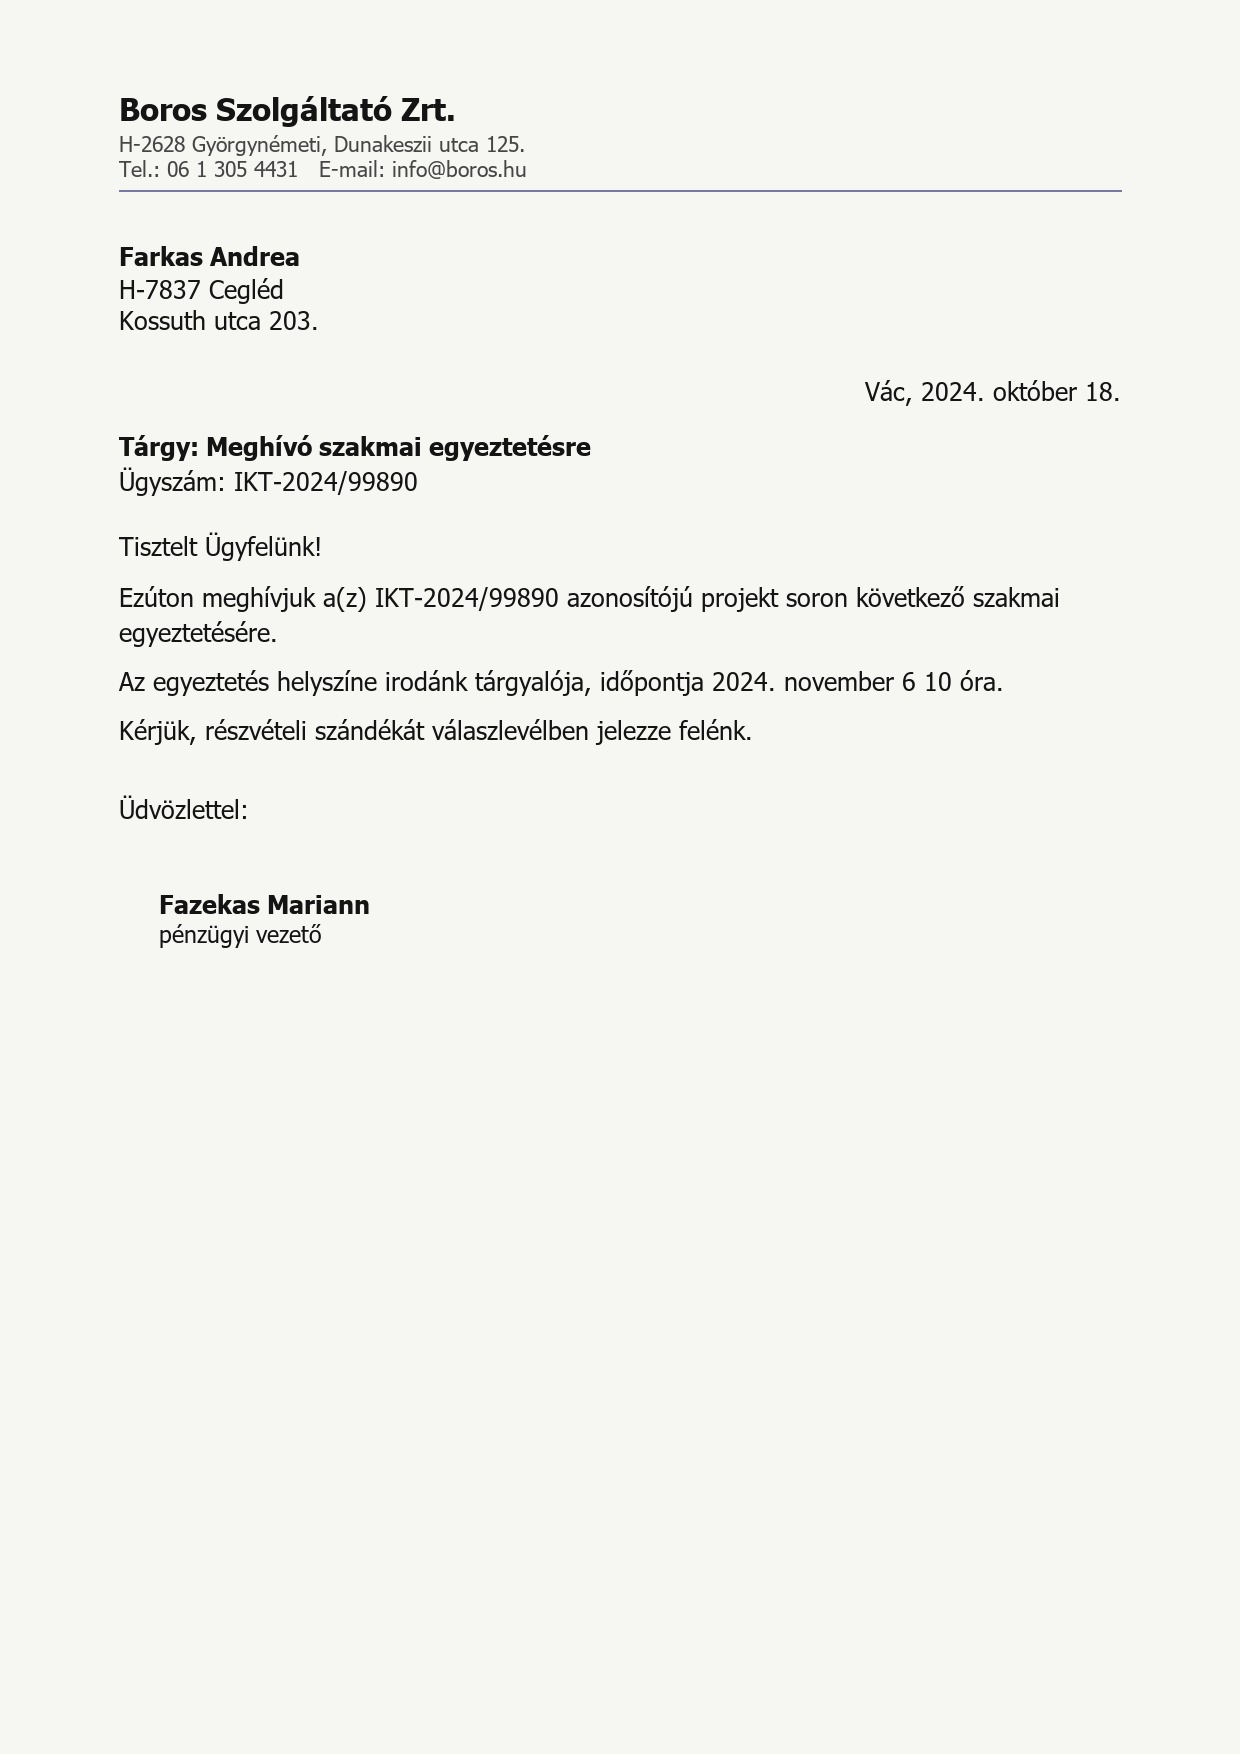 Boros Szolgáltató Zrt.
H-2628 Györgynémeti, Dunakeszii utca 125.
Tel.: 06 1 305 4431 E-mail: info@boros.hu
Farkas Andrea
H-7837 Cegléd
Kossuth utca 203.
Vác, 2024. október 18.
Tárgy: Meghívó szakmai egyeztetésre
Ügyszám: IKT-2024/99890
Tisztelt Ügyfelünk!
Ezúton meghívjuk a(z) IKT-2024/99890 azonosítójú projekt soron következő szakmai
egyeztetésére.
Az egyeztetés helyszíne irodánk tárgyalója, időpontja 2024. november 6 10 óra.
Kérjük, részvételi szándékát válaszlevélben jelezze felénk.
Üdvözlettel:
Fazekas Mariann
pénzügyi vezető